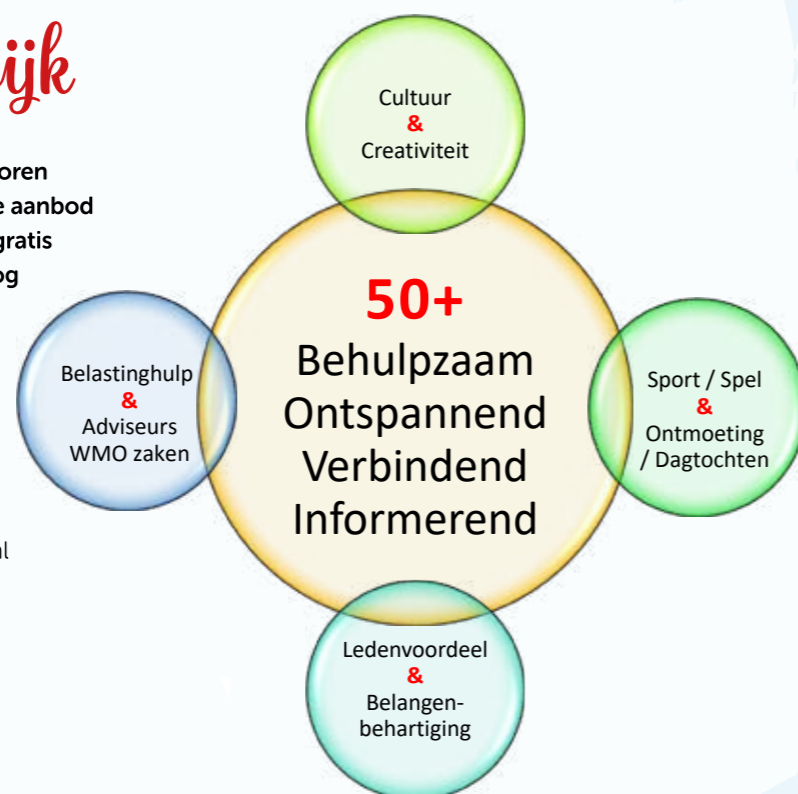 ijk
oren
e aanbod
gratis
og
al
Cultuur
&
Creativiteit
50+
Behulpzaam
Ontspannend
Verbindend
Informerend
Belastinghulp
&
Adviseurs
WMO zaken
Sport / Spel
&
Ontmoeting
/ Dagtochten
Ledenvoordeel
&
Belangen-
behartiging